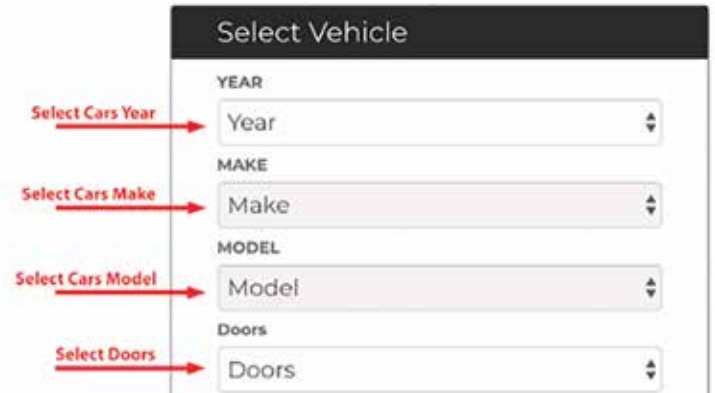 Select Vehicle
YEAR
Select Cars Year
Year
MAKE
Select Cars Make
Make
MODEL
Select Cars Model
Model
Doors
Select Doors
Doors